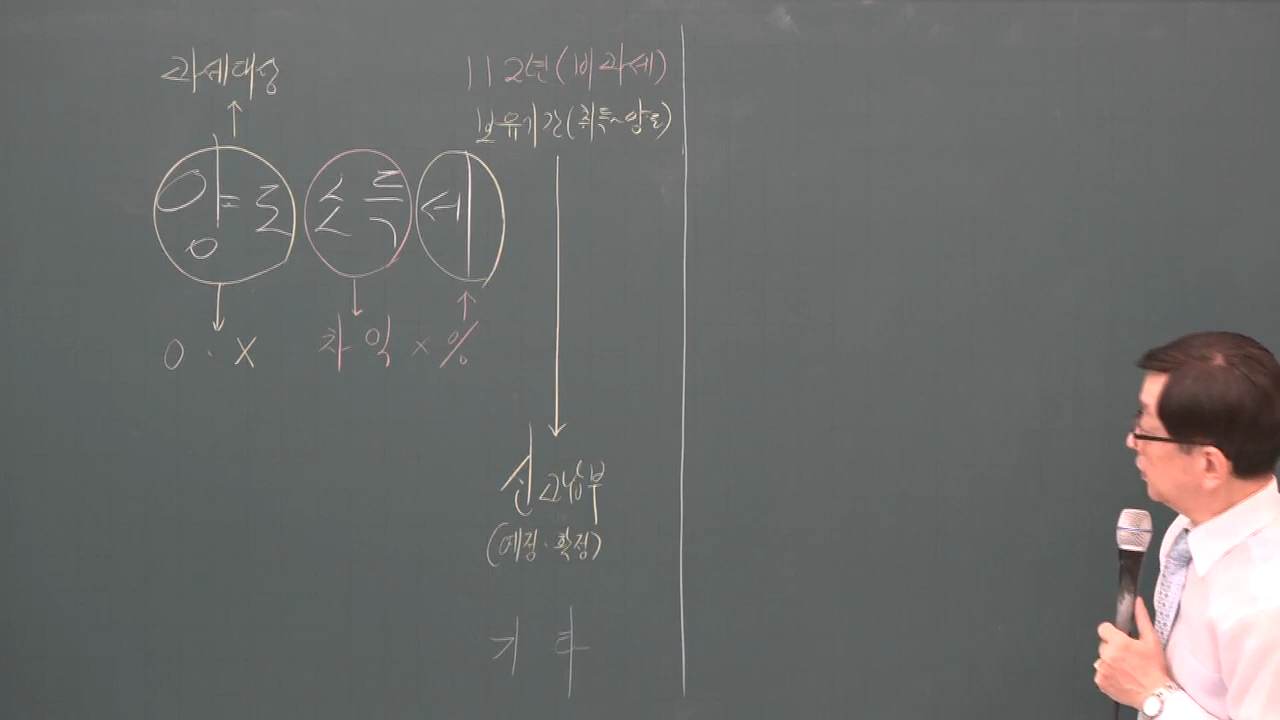 과세대상
양도 소득 세
O · X 차익 × %
112년(비과세)
보유기간(취득~양도)
신고납부
(예정·확정)
기타